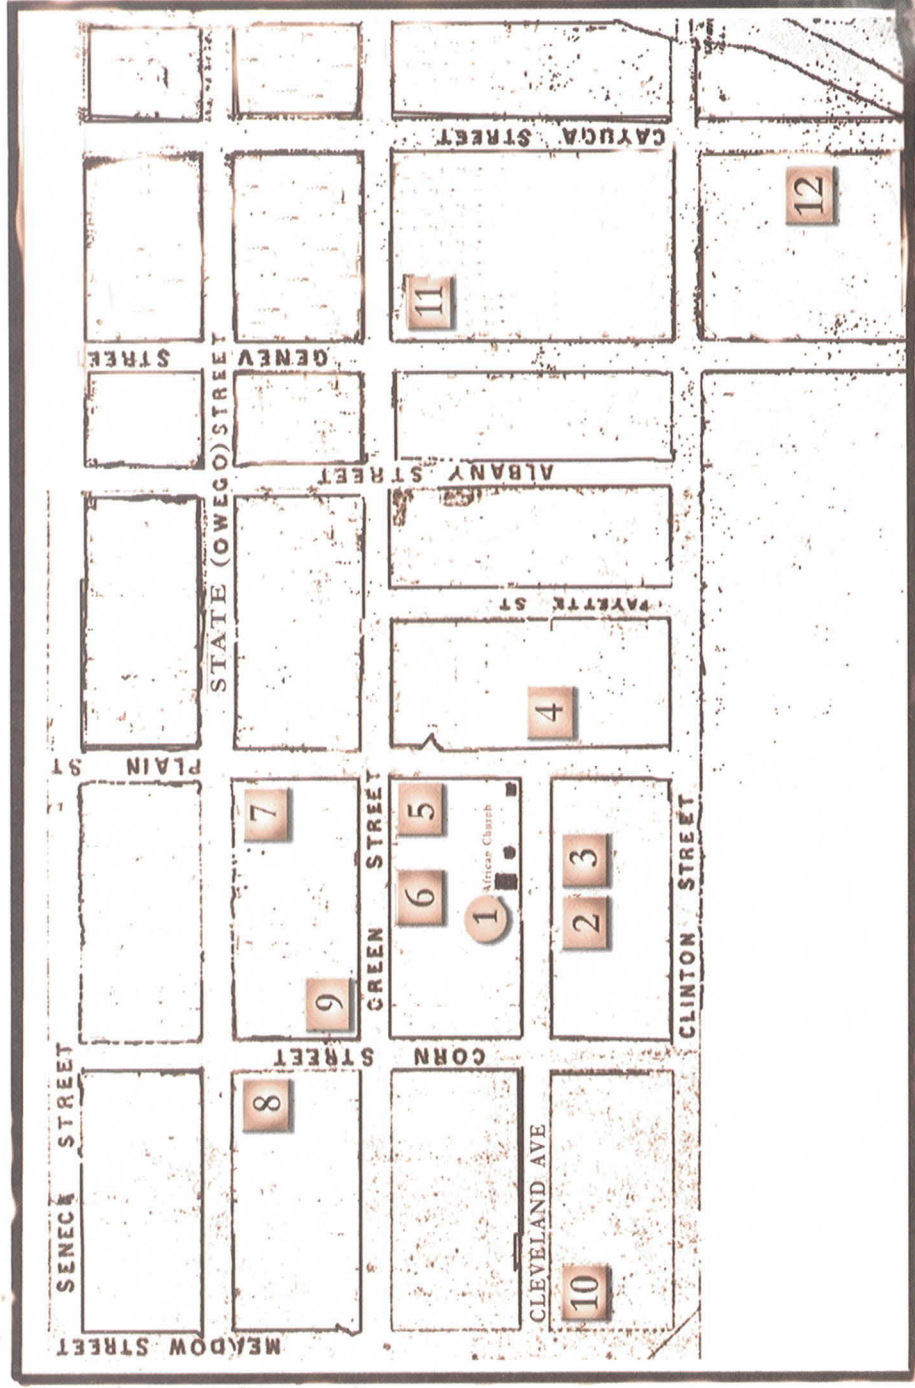 SENECA STREET
MEADOW STREET
PLAIN ST
GENEV STREE
STATE (OWEGO) STREET
8
7
9
CORN STREET
ALBANY STREET
GREEN STREET
6
5
11
CAYUGA STREET
1
African Church
AYETTE ST
CLEVELAND AVE
4
10
2
3
CLINTON STREET
12